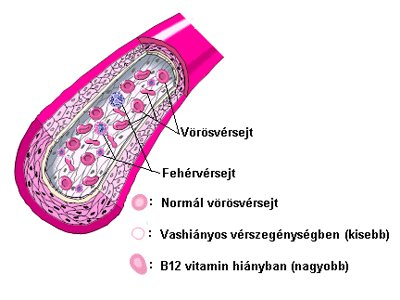 Vörösvérsejt
Fehérvérsejt
: Normál vörösvérsejt
: Vashiányos vérszegénységben (kisebb)
: B12 vitamin hiányban (nagyobb)